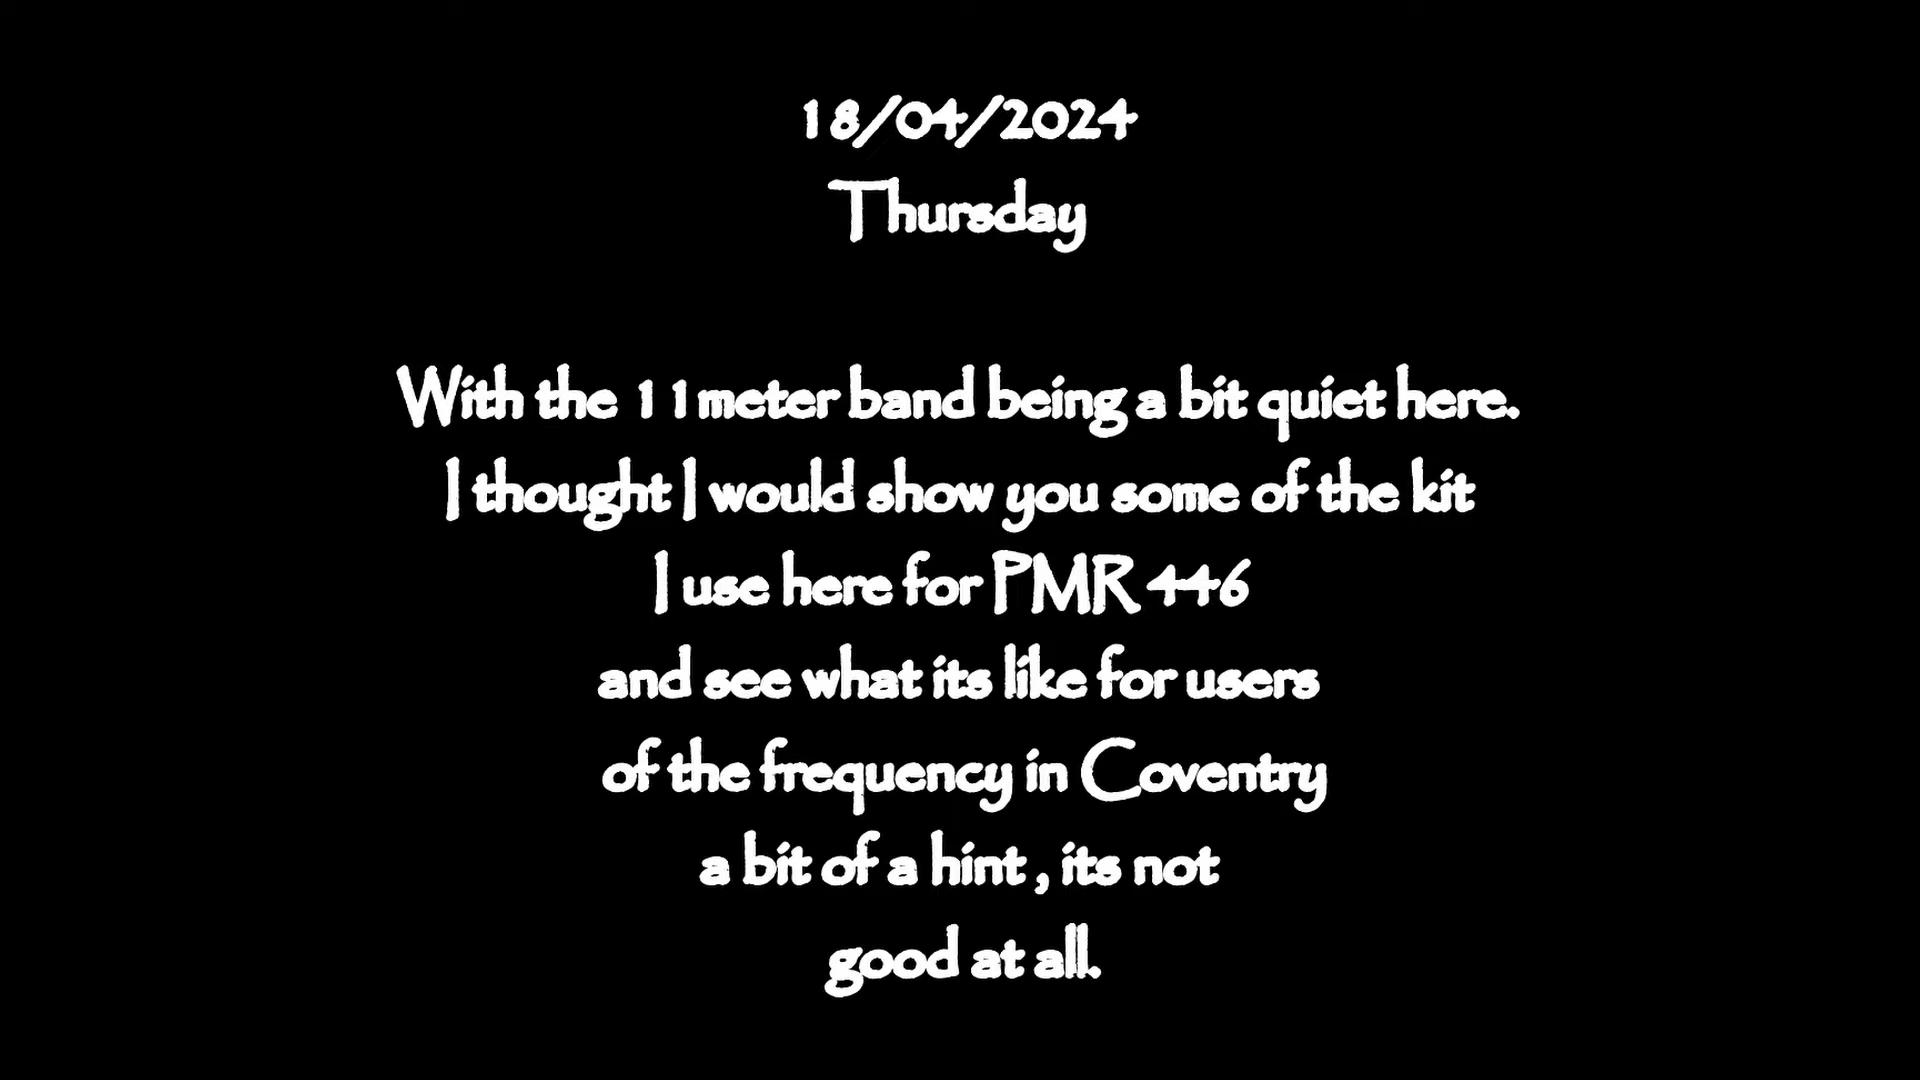 18/04/2024
Thursday
With the 11meter band being a bit quiet here.
I thought I would show you some of the kit
I use here for PMR 446
and see what its like for users
of the frequency in Coventry
a bit of a hint , its not
good at all.